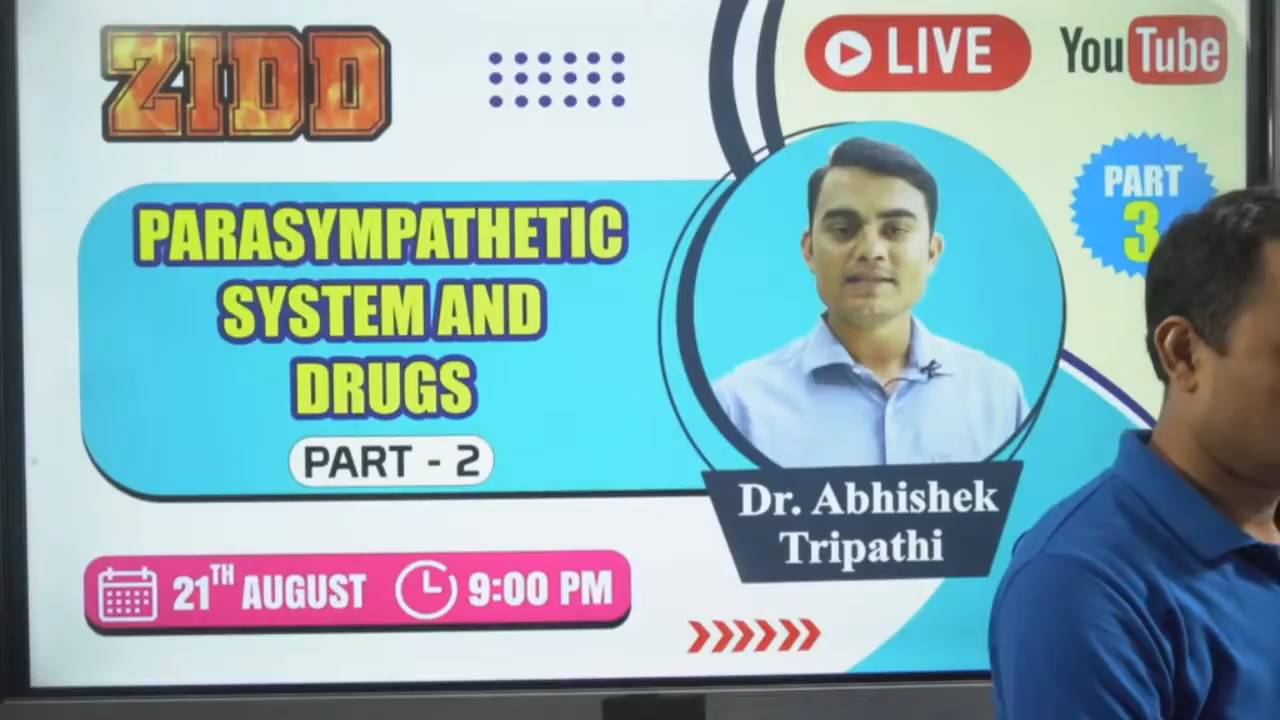 ZIDD
LIVE
YouTube
PART
3
PARASYMPATHETIC
SYSTEM AND
DRUGS
PART - 2
Dr. Abhishek
Tripathi
21TH AUGUST 9:00 PM